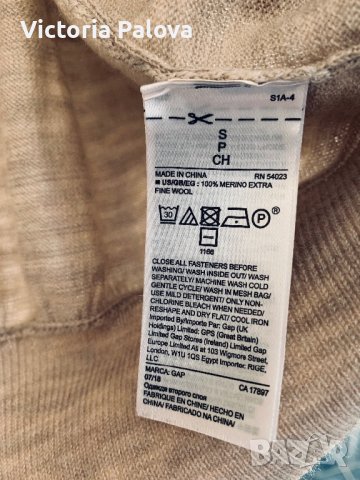 Victoria Palova
S1A-4
S
P
CH
MADE IN CHINA RN 54023
■ US/GB/EG : 100% MERINO EXTRA
FINE WOOL
30 P
1166
CLOSE ALL FASTENERS BEFORE
WASHING/ WASH INSIDE OUT/ WASH
SEPARATELY/ MACHINE WASH COLD
GENTLE CYCLE/ WASH IN MESH BAG/
USE MILD DETERGENT/ ONLY NON-
CHLORINE BLEACH WHEN NEEDED/
RESHAPE AND DRY FLAT/ COOL IRON
Imported By/Importe Par: Gap (UK
Holdings) Limited; GPS (Great Britain)
Limited Gap Stores (Ireland) Limited Gap
Europe Limited All at 103 Wigmore Street,
London, W1U 1QS Egypt Importer: RIGE,
LLC
MARCA: GAP CA 17897
07/18
Одежда второго слоя
FABRIQUE EN CHINE/ HECHO EN
CHINA/ FABRICADO NA CHINA/
BAZAR